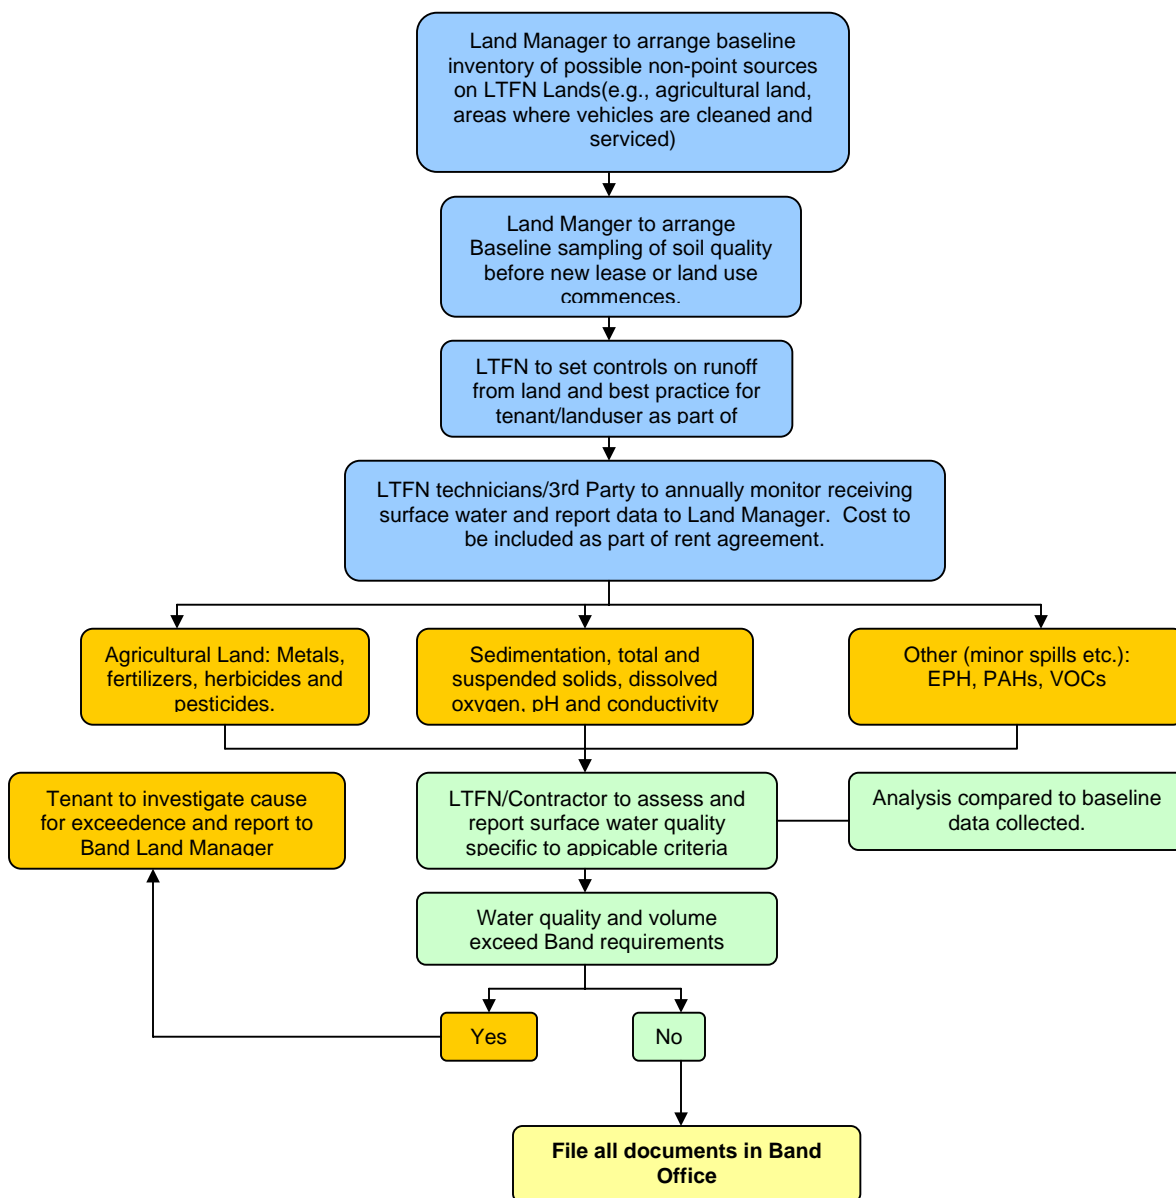 Land Manager to arrange baseline
inventory of possible non-point sources
on LTFN Lands(e.g., agricultural land,
areas where vehicles are cleaned and
serviced)
Land Manger to arrange
Baseline sampling of soil quality
before new lease or land use
commences.
LTFN to set controls on runoff
from land and best practice for
tenant/landuser as part of
LTFN technicians/3rd Party to annually monitor receiving
surface water and report data to Land Manager.  Cost to
be included as part of rent agreement.
Agricultural Land: Metals,
fertilizers, herbicides and
pesticides.
Sedimentation, total and
suspended solids, dissolved
oxygen, pH and conductivity
Other (minor spills etc.):
EPH, PAHs, VOCs
Tenant to investigate cause
for exceedence and report to
Band Land Manager
LTFN/Contractor to assess and
report surface water quality
specific to appicable criteria
Analysis compared to baseline
data collected.
Water quality and volume
exceed Band requirements
Yes
No
File all documents in Band
Office